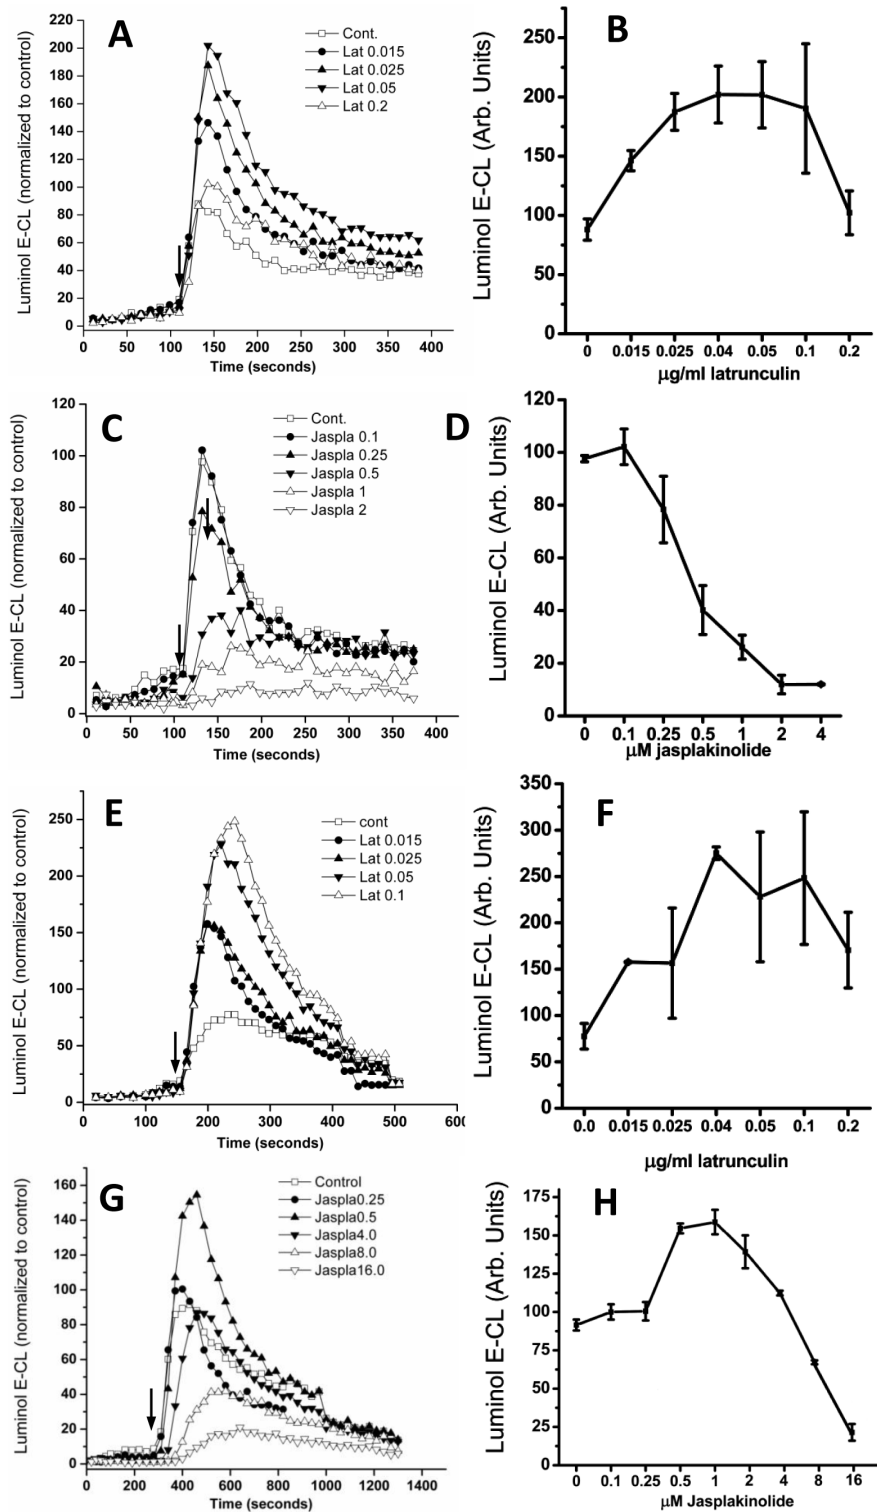 A
Luminol E-CL (normalized to control)
220
200
180
160
140
120
100
80
60
40
20
0
Cont.
Lat 0.015
Lat 0.025
Lat 0.05
Lat 0.2
0 50 100 150 200 250 300 350 400
Time (seconds)
B
Luminol E-CL (Arb. Units)
250
200
150
100
50
0
0 0.015 0.025 0.04 0.05 0.1 0.2
μg/ml latrunculin
C
Luminol E-CL (normalized to control)
120
100
80
60
40
20
0
Cont.
Jaspla 0.1
Jaspla 0.25
Jaspla 0.5
Jaspla 1
Jaspla 2
0 50 100 150 200 250 300 350 400
Time (seconds)
D
Luminol E-CL (Arb. Units)
120
100
80
60
40
20
0
0 0.1 0.25 0.5 1 2 4
μM jasplakinolide
E
Luminol E-CL (normalized to control)
250
200
150
100
50
0
cont
Lat 0.015
Lat 0.025
Lat 0.05
Lat 0.1
0 100 200 300 400 500 600
Time (seconds)
F
Luminol E-CL (Arb. Units)
350
300
250
200
150
100
50
0
0.0 0.015 0.025 0.04 0.05 0.1 0.2
μg/ml latrunculin
G
Luminol E-CL (normalized to control)
160
140
120
100
80
60
40
20
0
Control
Jaspla0.25
Jaspla0.5
Jaspla4.0
Jaspla8.0
Jaspla16.0
0 200 400 600 800 1000 1200 1400
Time (seconds)
H
Luminol E-CL (Arb. Units)
175
150
125
100
75
50
25
0
0 0.1 0.25 0.5 1 2 4 8 16
μM Jasplakinolide